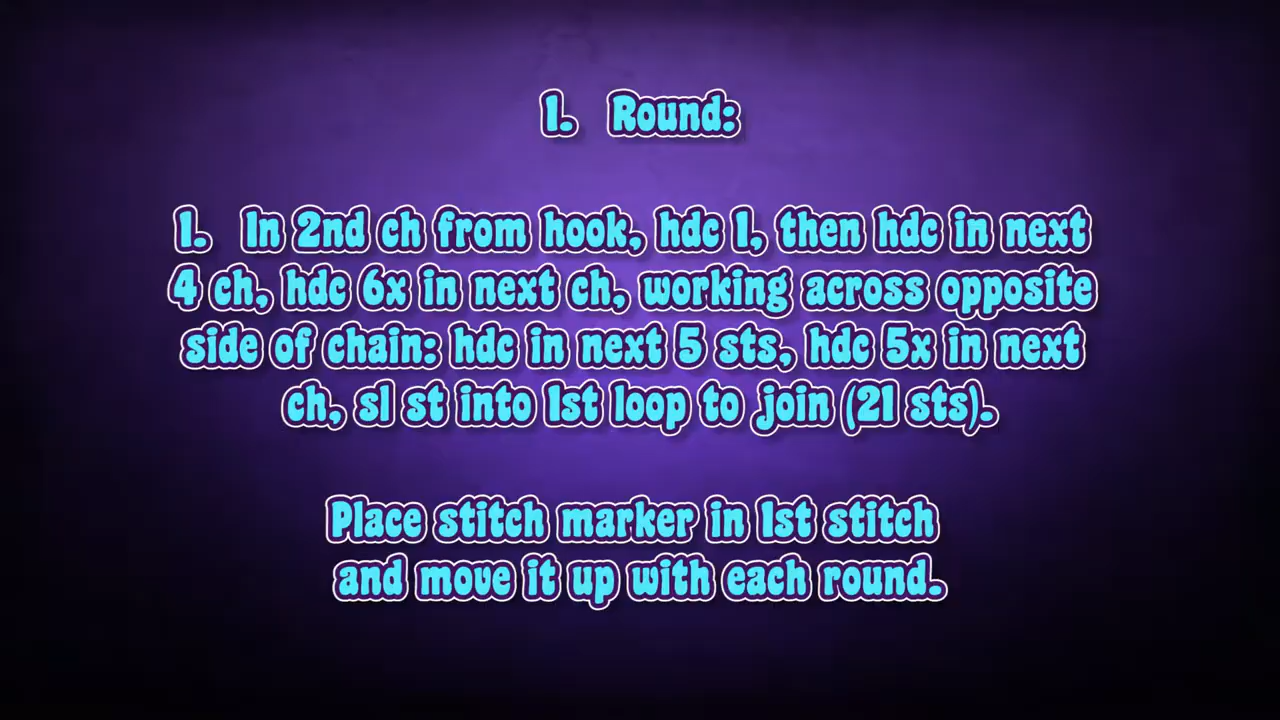 1. Round:
1. In 2nd ch from hook, hdc 1, then hdc in next
4 ch, hdc 6x in next ch, working across opposite
side of chain: hdc in next 5 sts, hdc 5x in next
ch, sl st into 1st loop to join (21 sts).
Place stitch marker in 1st stitch
and move it up with each round.